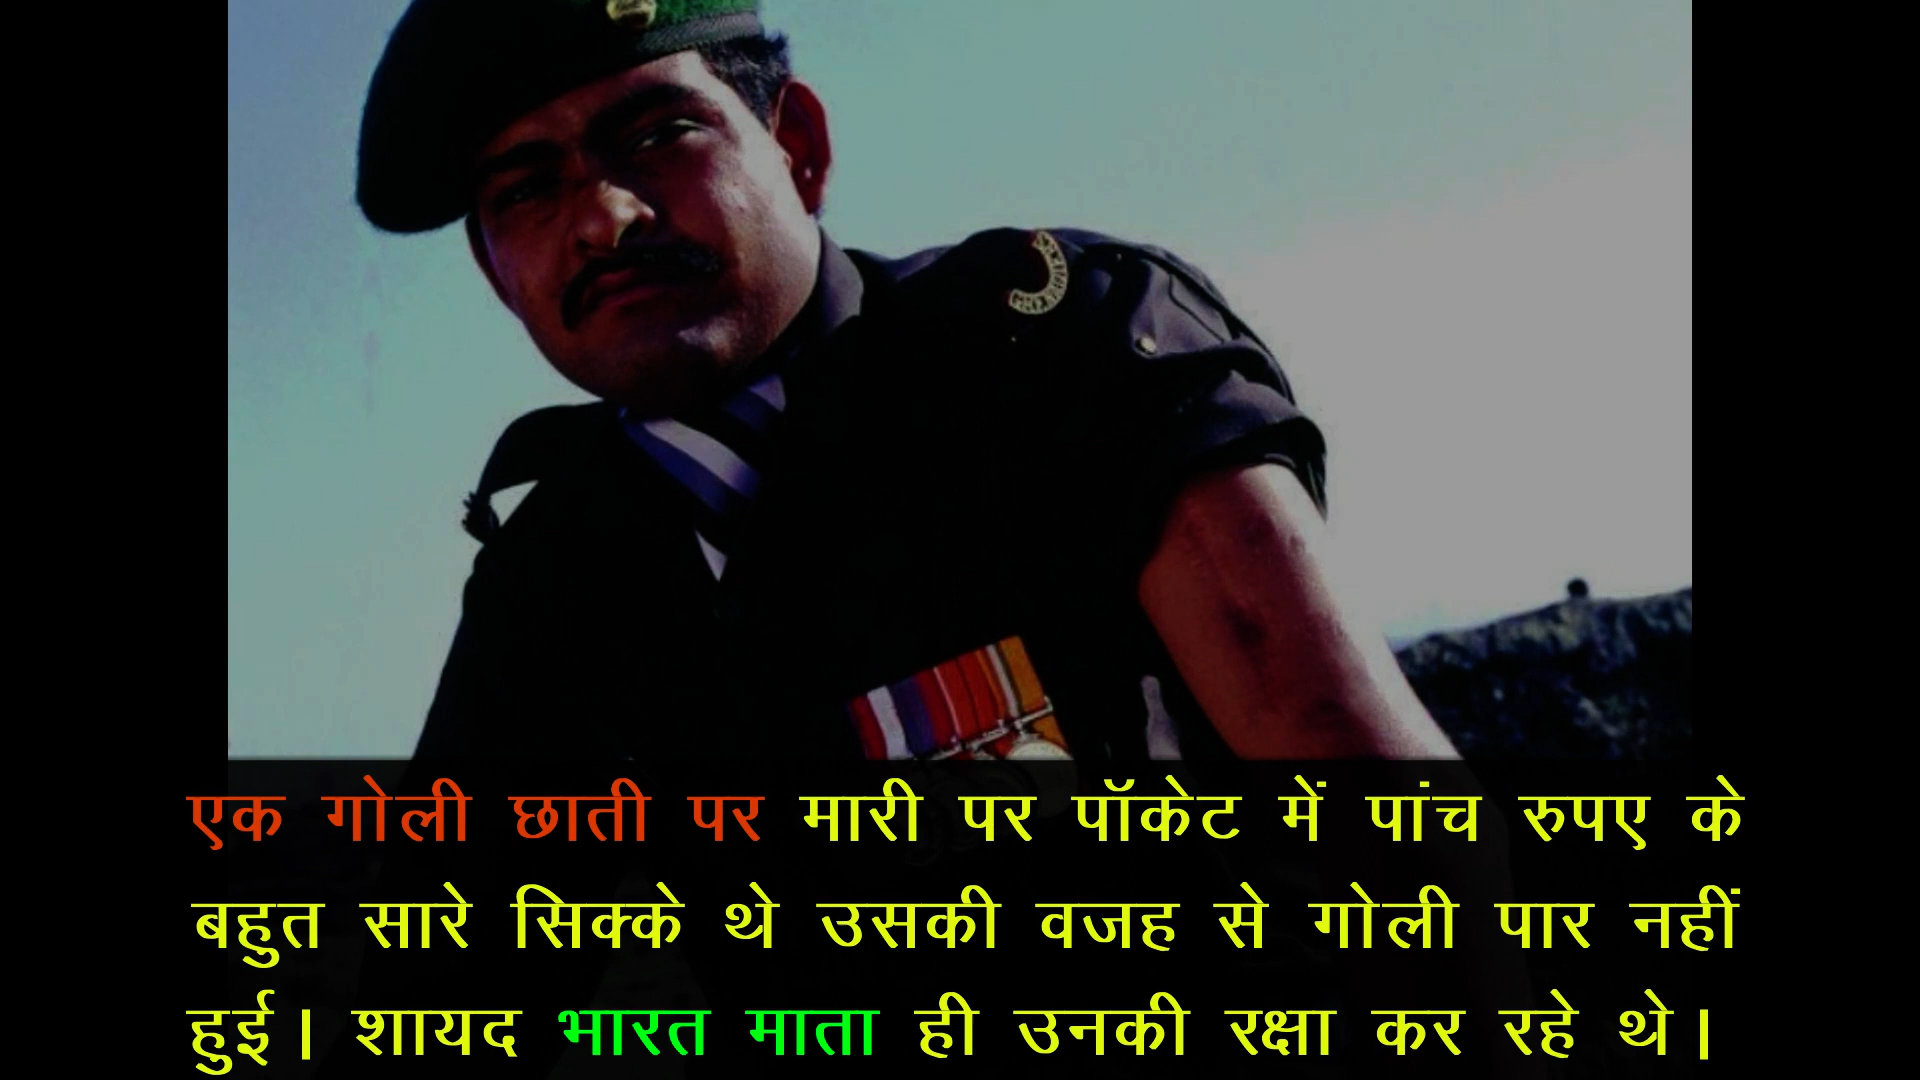 एक गोली छाती पर मारी पर पॉकेट में पांच रुपए के
बहुत सारे सिक्के थे उसकी वजह से गोली पार नहीं
हुई। शायद भारत माता ही उनकी रक्षा कर रहे थे।